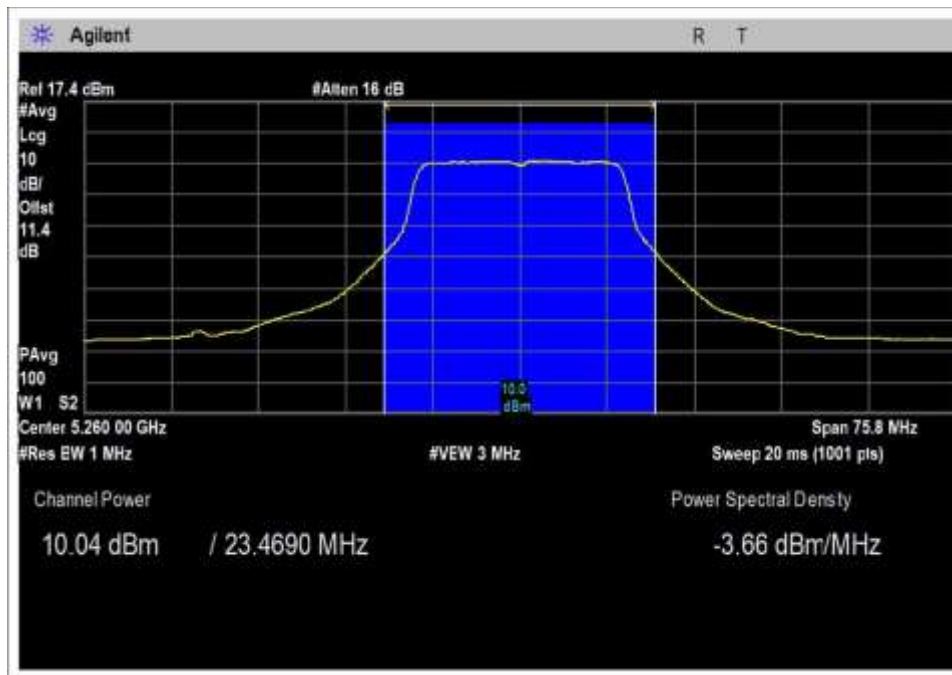 Agilent R T
Ref 17.4 dBm #Atten 16 dB
#Avg
Log
10
dB/
Offst
11.4
dB
10.0
dBm
PAvg
100
W1 S2
Center 5.260 00 GHz Span 75.8 MHz
#Res BW 1 MHz #VBW 3 MHz Sweep 20 ms (1001 pts)
Channel Power Power Spectral Density
10.04 dBm / 23.4690 MHz -3.66 dBm/MHz